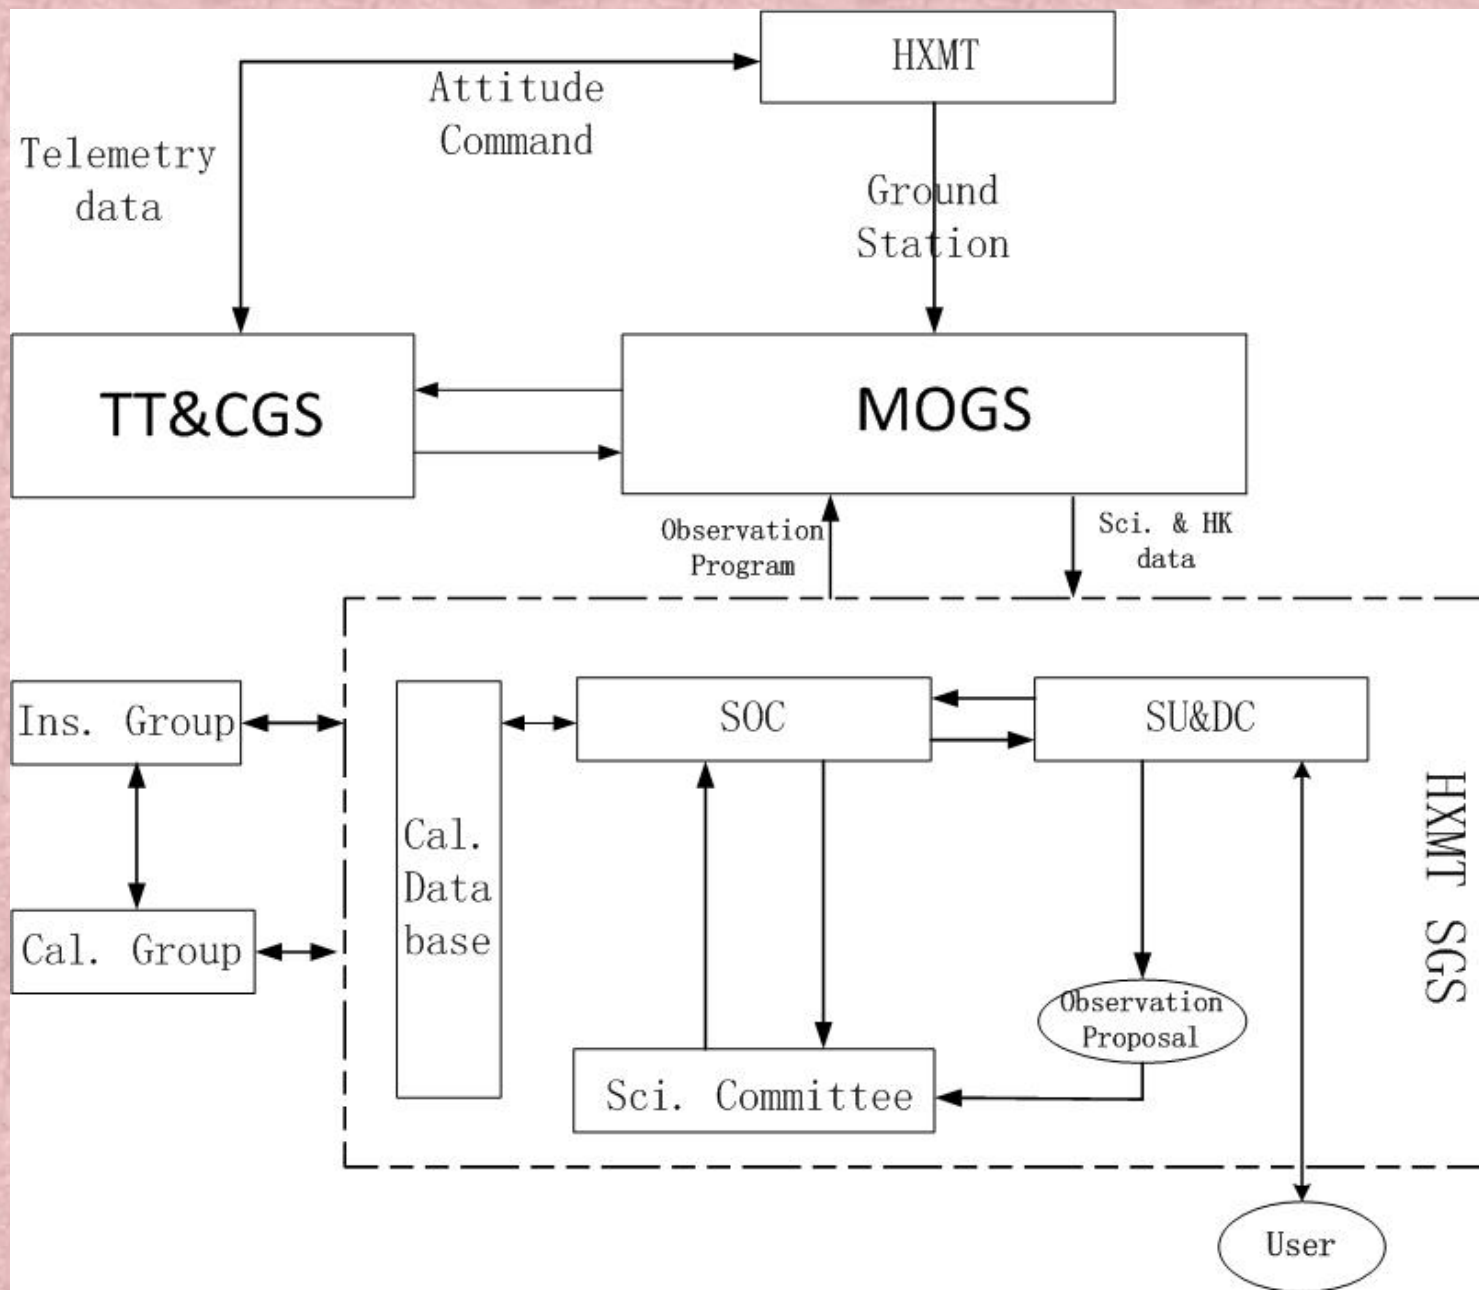 HXMT
Attitude
Command
Telemetry
data
Ground
Station
TT&CGS
MOGS
Observation
Program
Sci. & HK
data
Ins. Group
SOC
SU&DC
Cal.
Data
base
HXMT SGS
Cal. Group
Observation
Proposal
Sci. Committee
User